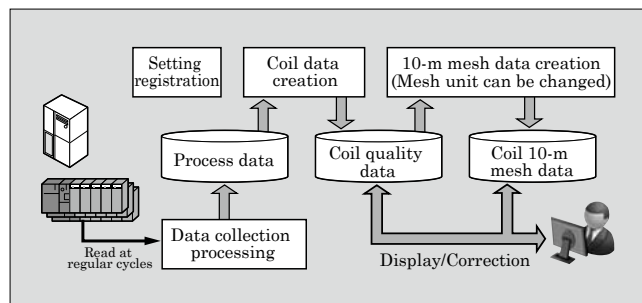 Setting
registration
Coil data
creation
10-m mesh data creation
(Mesh unit can be changed)
Process data
Coil quality
data
Coil 10-m
mesh data
Read at
regular cycles
Data collection
processing
Display/Correction